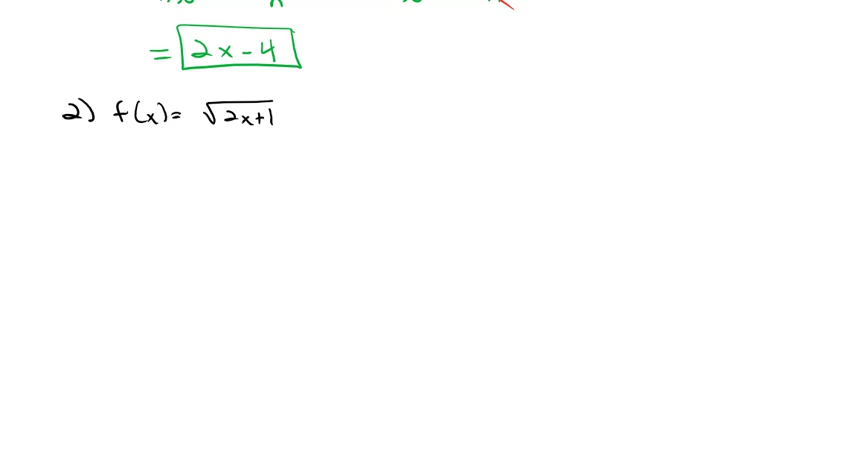 = 2x - 4
2) f(x) = √2x+1